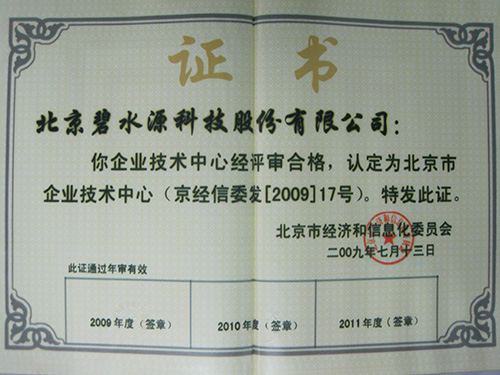 证书
北京碧水源科技股份有限公司：
你企业技术中心经评审合格，认定为北京市
企业技术中心（京经信委发[2009]17号）。特发此证。
北京市经济和信息化委员会
二00九年七月十三日
此证通过年审有效
2009年度（签章） 2010年度（签章） 2011年度（签章）